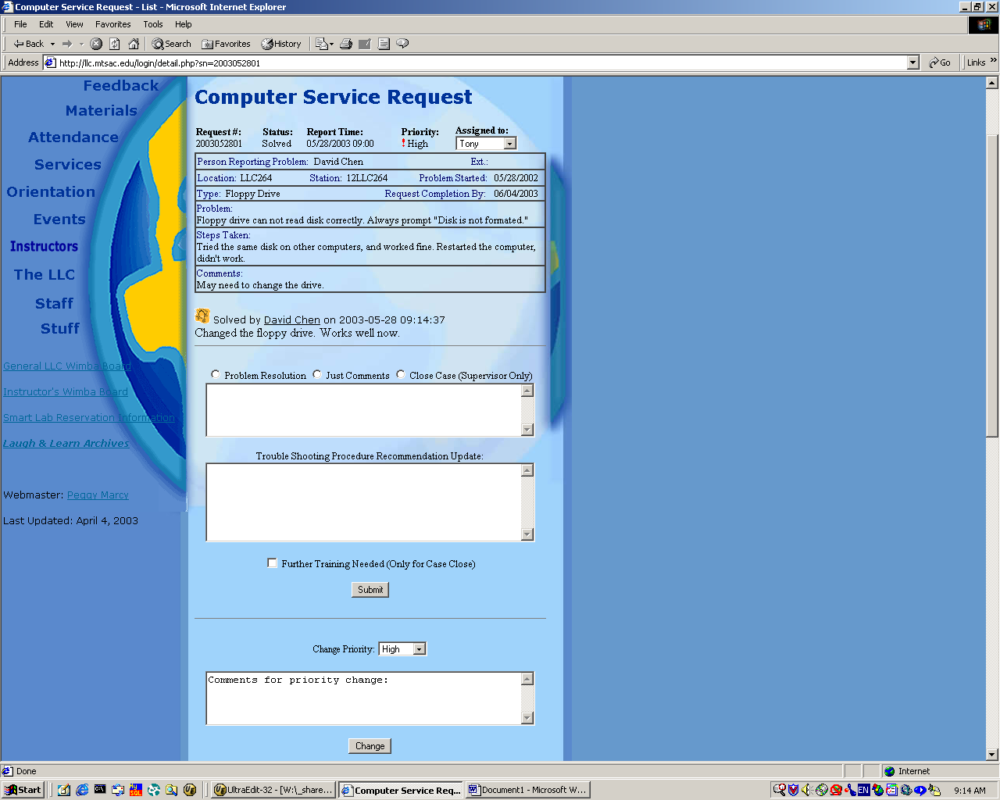 Computer Service Request - List - Microsoft Internet Explorer
File Edit View Favorites Tools Help
Back Search Favorites History
Address http://llc.mtsac.edu/login/detail.php?sn=2003052801 Go Links »
Feedback
Materials
Attendance
Services
Orientation
Events
Instructors
The LLC
Staff
Stuff
General LLC Wimba Board
Instructor's Wimba Board
Smart Lab Reservation Information
Laugh & Learn Archives
Webmaster: Peggy Marcy
Last Updated: April 4, 2003
Computer Service Request
Request #: Status: Report Time: Priority: Assigned to:
2003052801 Solved 05/28/2003 09:00 ! High Tony
Person Reporting Problem: David Chen Ext.:
Location: LLC264 Station: 12LLC264 Problem Started: 05/28/2002
Type: Floppy Drive Request Completion By: 06/04/2003
Problem:
Floppy drive can not read disk correctly. Always prompt "Disk is not formated."
Steps Taken:
Tried the same disk on other computers, and worked fine. Restarted the computer,
didn't work.
Comments:
May need to change the drive.
Solved by David Chen on 2003-05-28 09:14:37
Changed the floppy drive. Works well now.
Problem Resolution Just Comments Close Case (Supervisor Only)
Trouble Shooting Procedure Recommendation Update:
Further Training Needed (Only for Case Close)
Submit
Change Priority: High
Comments for priority change:
Change
Done Internet
Start UltraEdit-32 - [W:\_share... Computer Service Req... Document1 - Microsoft W... EN 9:14 AM